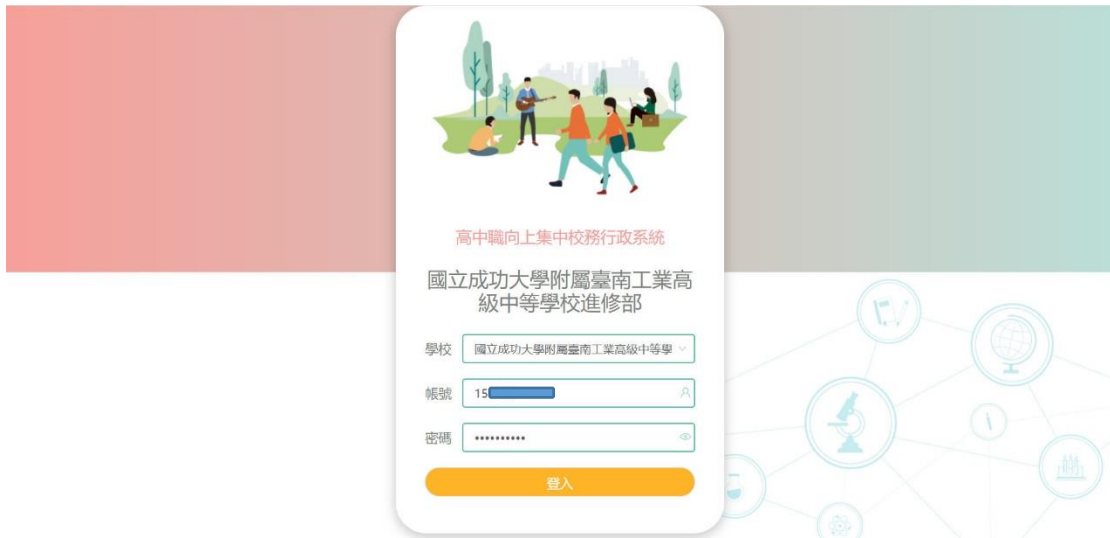 高中職向上集中校務行政系統
國立成功大學附屬臺南工業高
級中等學校進修部
學校 國立成功大學附屬臺南工業高級中等學
帳號 15
密碼 ••••••••••
登入